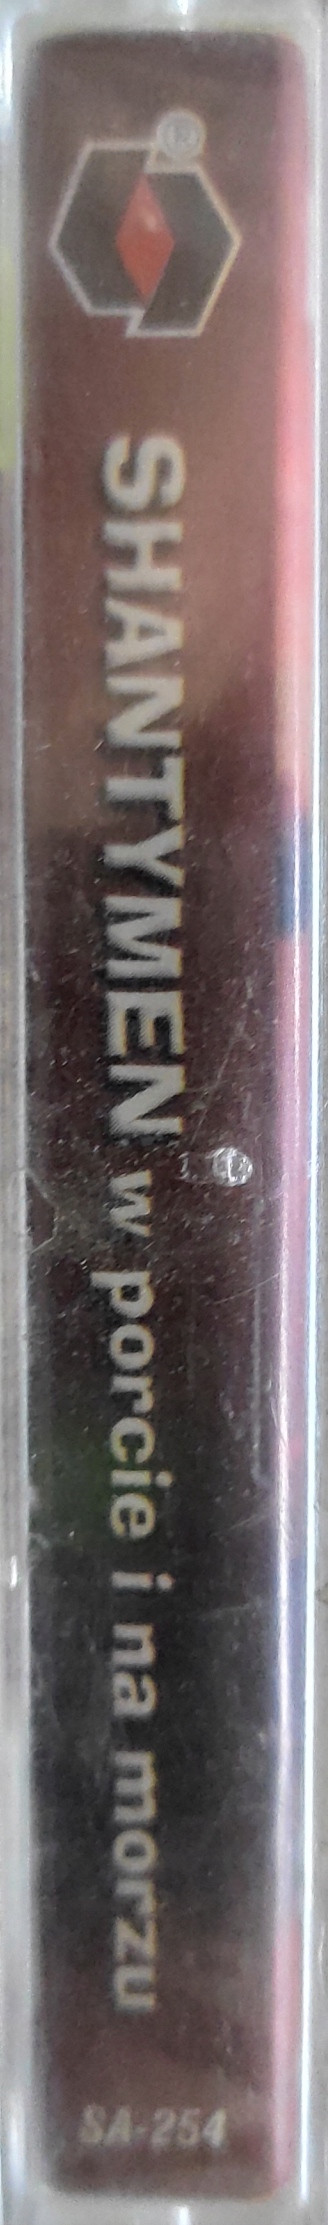 ®
SHANTYMEN w porcie i na morzu
SA-254